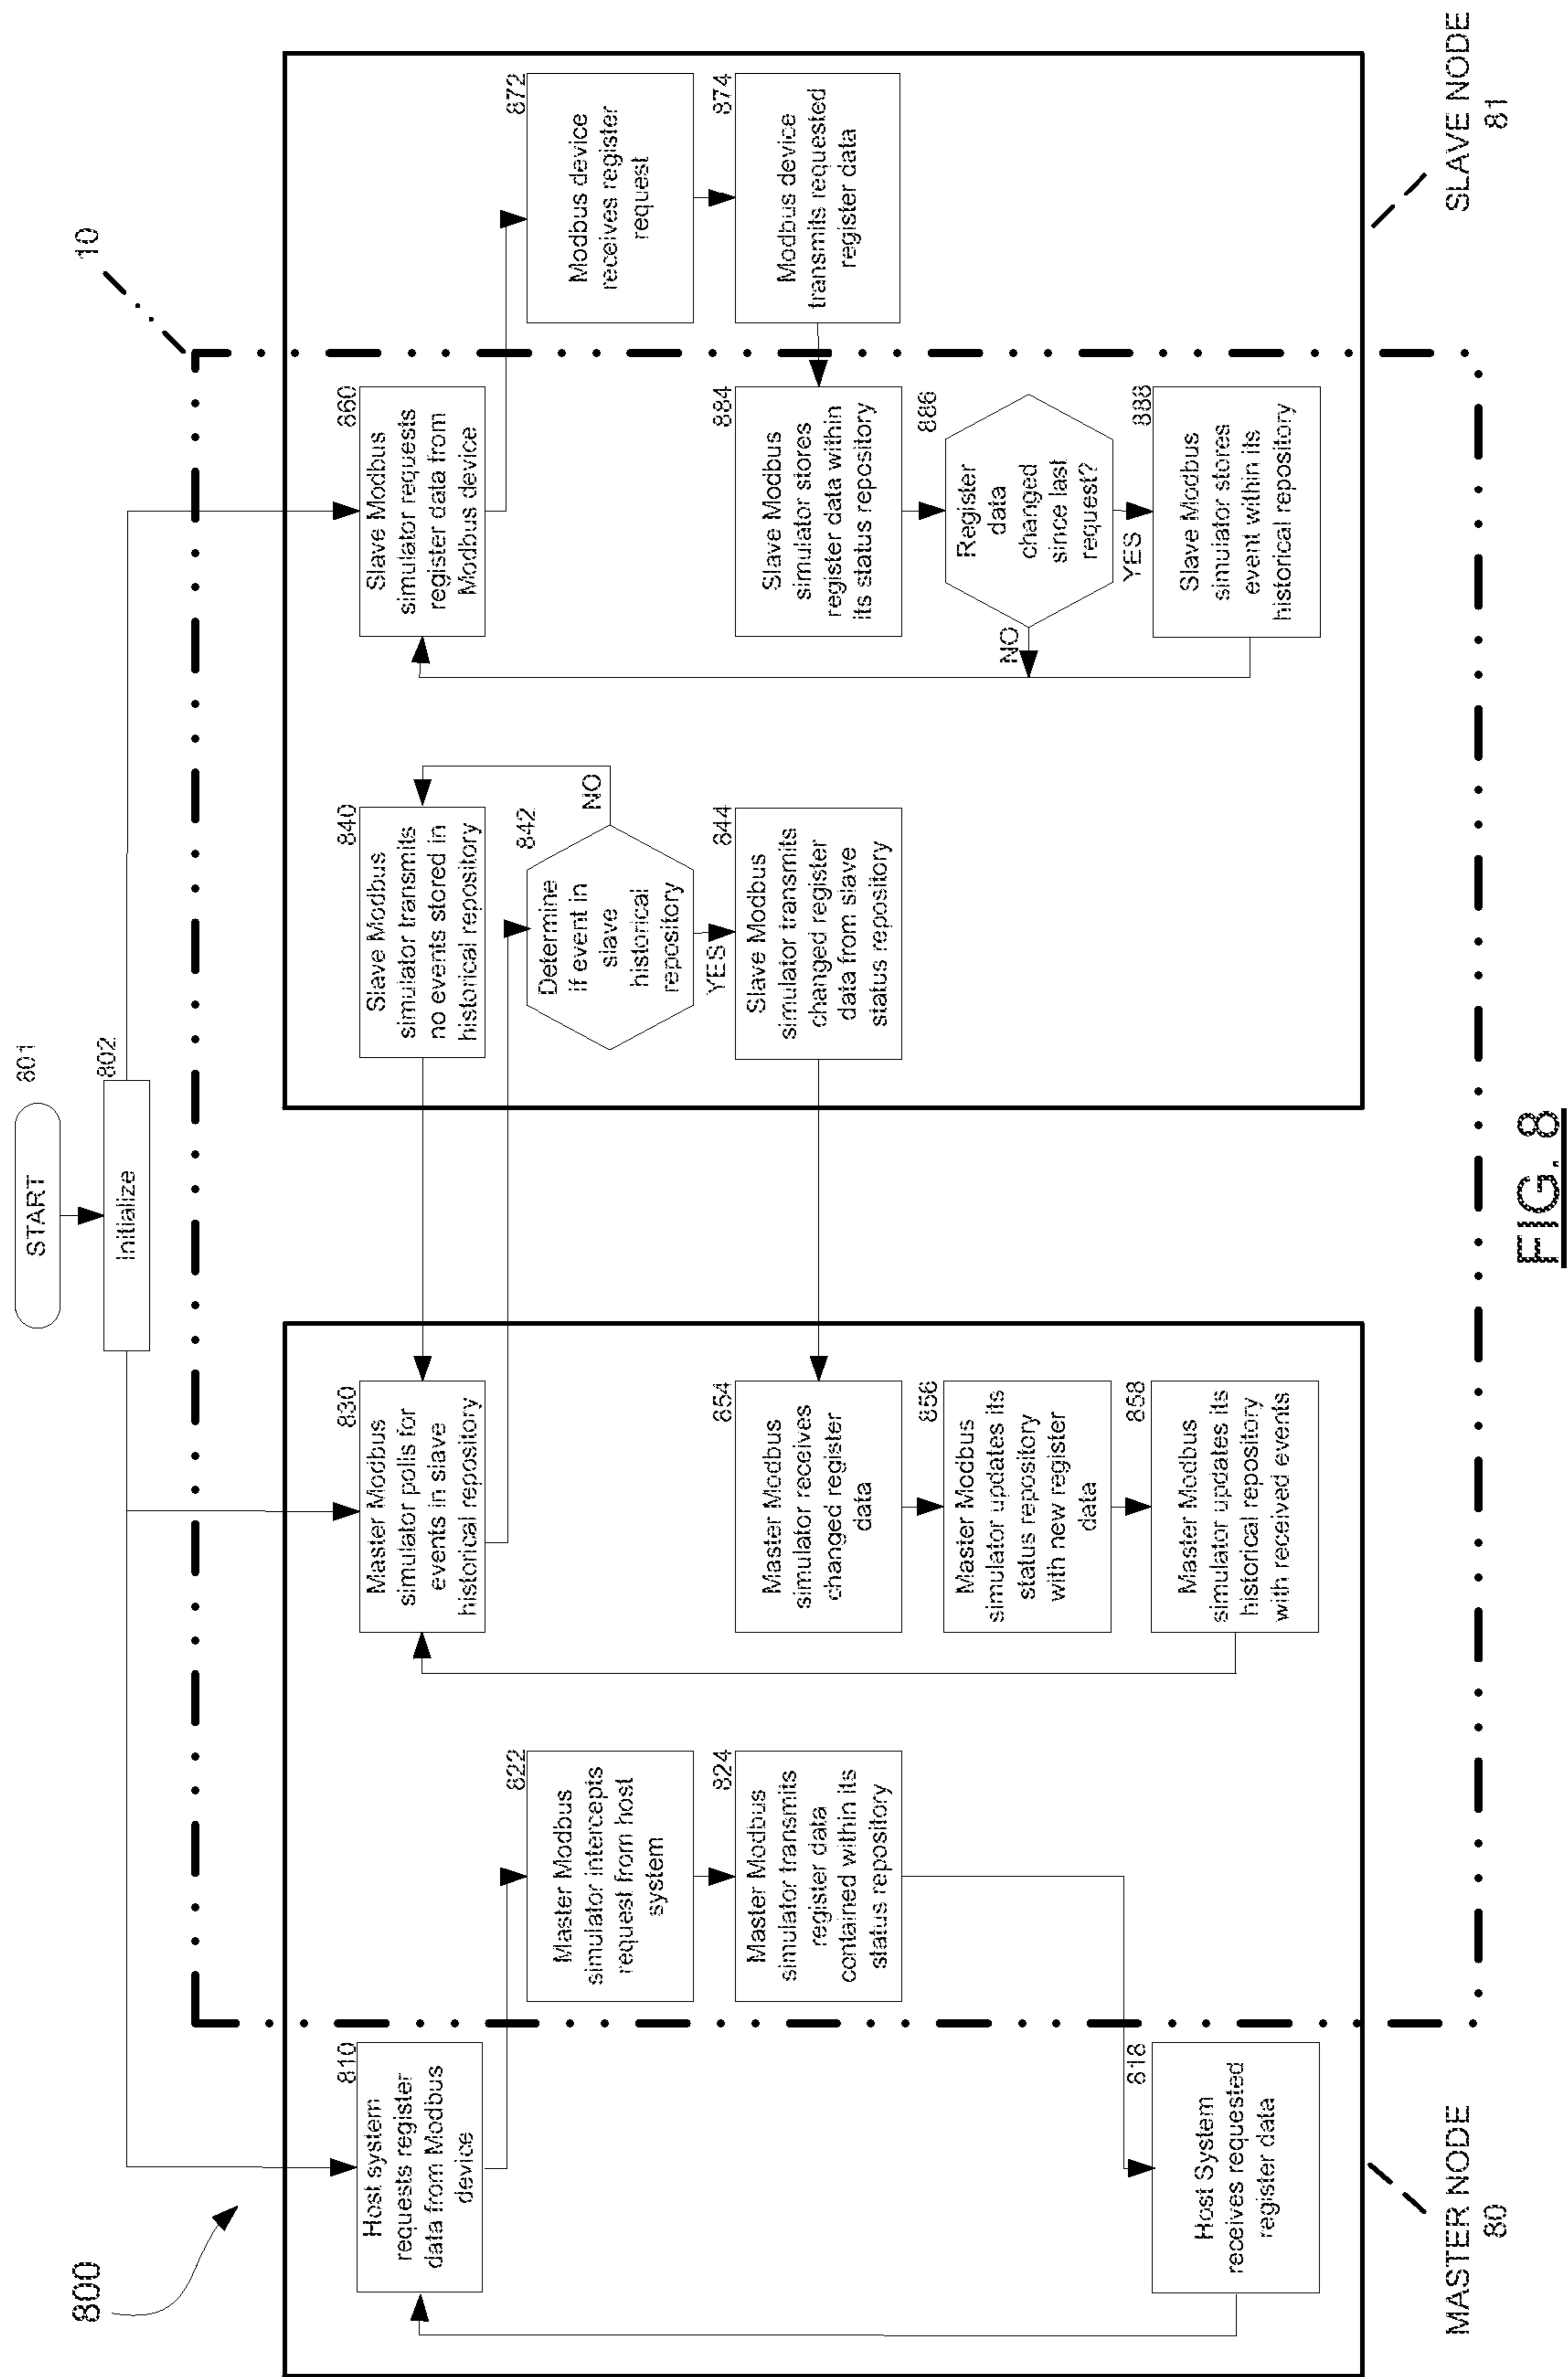 800
START
801
Initialize
802
10
Host system
requests register
data from Modbus
device
810
Master Modbus
simulator intercepts
request from host
system
822
Master Modbus
simulator transmits
register data
contained within its
status repository
824
Host System
receives requested
register data
818
Master Modbus
simulator polls for
events in slave
historical repository
830
Master Modbus
simulator receives
changed register
data
854
Master Modbus
simulator updates its
status repository
with new register
data
856
Master Modbus
simulator updates its
historical repository
with received events
858
Slave Modbus
simulator transmits
no events stored in
historical repository
840
Determine
if event in
slave
historical
repository
842
NO
YES
Slave Modbus
simulator transmits
changed register
data from slave
status repository
844
Slave Modbus
simulator requests
register data from
Modbus device
860
Modbus device
receives register
request
872
Modbus device
transmits requested
register data
874
Slave Modbus
simulator stores
register data within
its status repository
884
Register
data
changed
since last
request?
886
NO
YES
Slave Modbus
simulator stores
event within its
historical repository
888
MASTER NODE
80
SLAVE NODE
81
FIG. 8